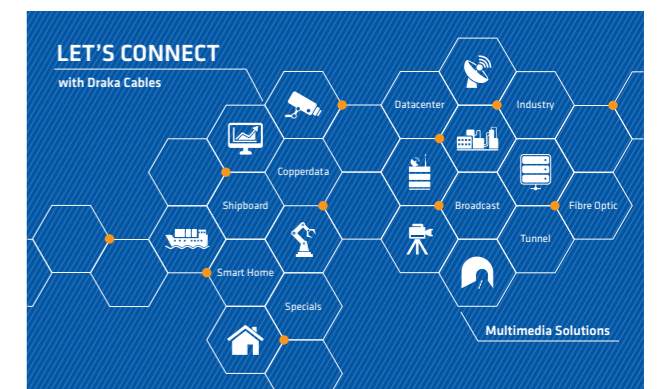 LET'S CONNECT
with Draka Cables
Datacenter
Industry
Copperdata
Shipboard
Broadcast
Fibre Optic
Tunnel
Smart Home
Specials
Multimedia Solutions